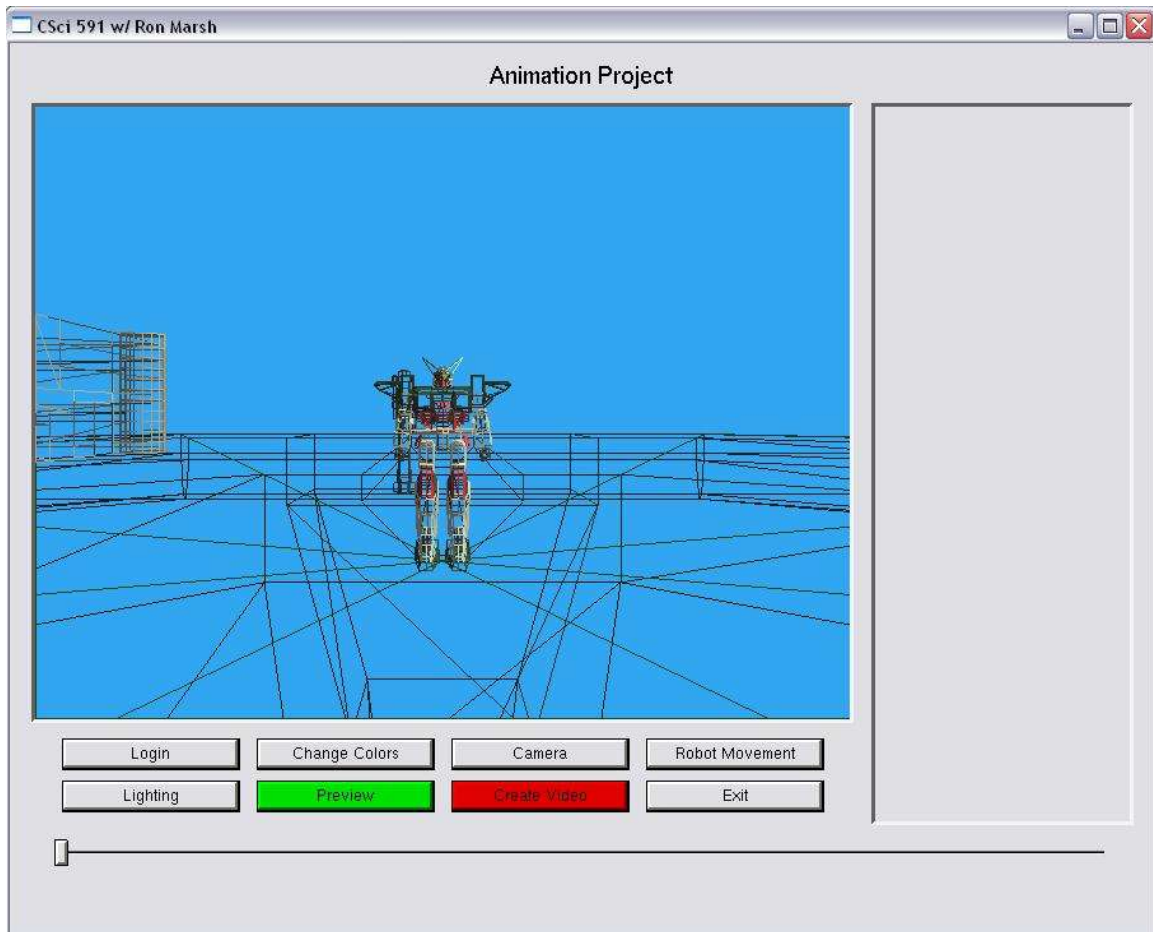 CSci 591 w/ Ron Marsh
Animation Project
Login
Change Colors
Camera
Robot Movement
Lighting
Preview
Create Video
Exit